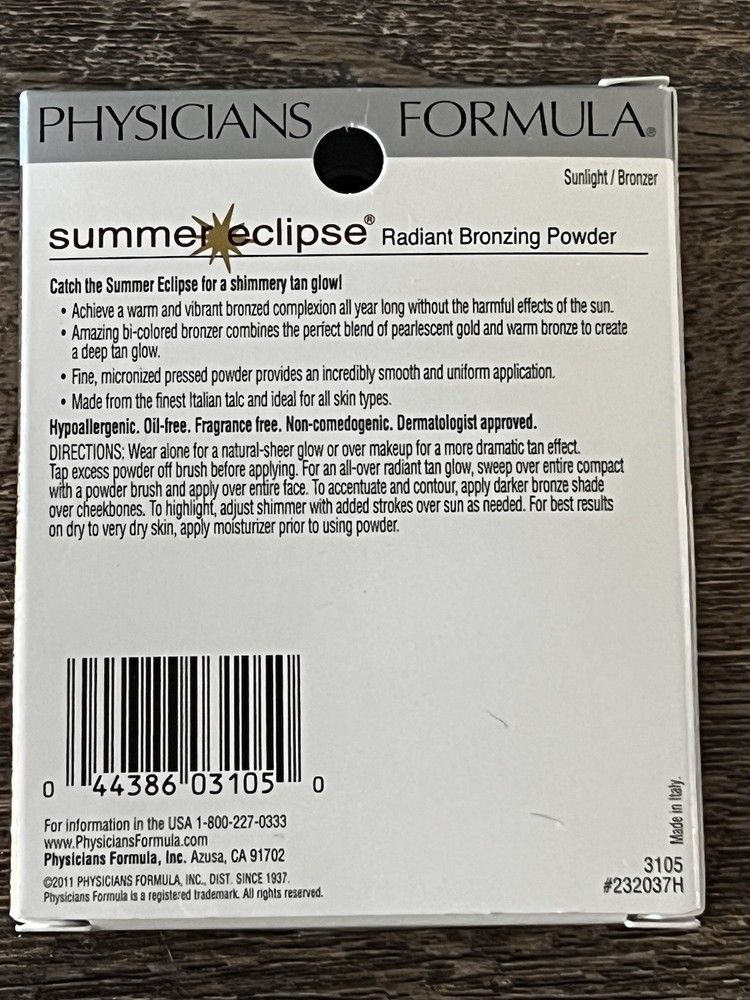 PHYSICIANS FORMULA®
Sunlight / Bronzer
summer eclipse® Radiant Bronzing Powder
Catch the Summer Eclipse for a shimmery tan glow!
• Achieve a warm and vibrant bronzed complexion all year long without the harmful effects of the sun.
• Amazing bi-colored bronzer combines the perfect blend of pearlescent gold and warm bronze to create
a deep tan glow.
• Fine, micronized pressed powder provides an incredibly smooth and uniform application.
• Made from the finest Italian talc and ideal for all skin types.
Hypoallergenic. Oil-free. Fragrance free. Non-comedogenic. Dermatologist approved.
DIRECTIONS: Wear alone for a natural-sheer glow or over makeup for a more dramatic tan effect.
Tap excess powder off brush before applying. For an all-over radiant tan glow, sweep over entire compact
with a powder brush and apply over entire face. To accentuate and contour, apply darker bronze shade
over cheekbones. To highlight, adjust shimmer with added strokes over sun as needed. For best results
on dry to very dry skin, apply moisturizer prior to using powder.
0 44386 03105 0
For information in the USA 1-800-227-0333
www.PhysiciansFormula.com
Physicians Formula, Inc. Azusa, CA 91702
©2011 PHYSICIANS FORMULA, INC., DIST. SINCE 1937.
Physicians Formula is a registered trademark. All rights reserved.
Made in Italy.
3105
#232037H